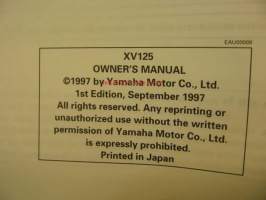 EAU00008
XV125
OWNER'S MANUAL
©1997 by Yamaha Motor Co., Ltd.
1st Edition, September 1997
All rights reserved. Any reprinting or
unauthorized use without the written
permission of Yamaha Motor Co., Ltd.
is expressly prohibited.
Printed in Japan